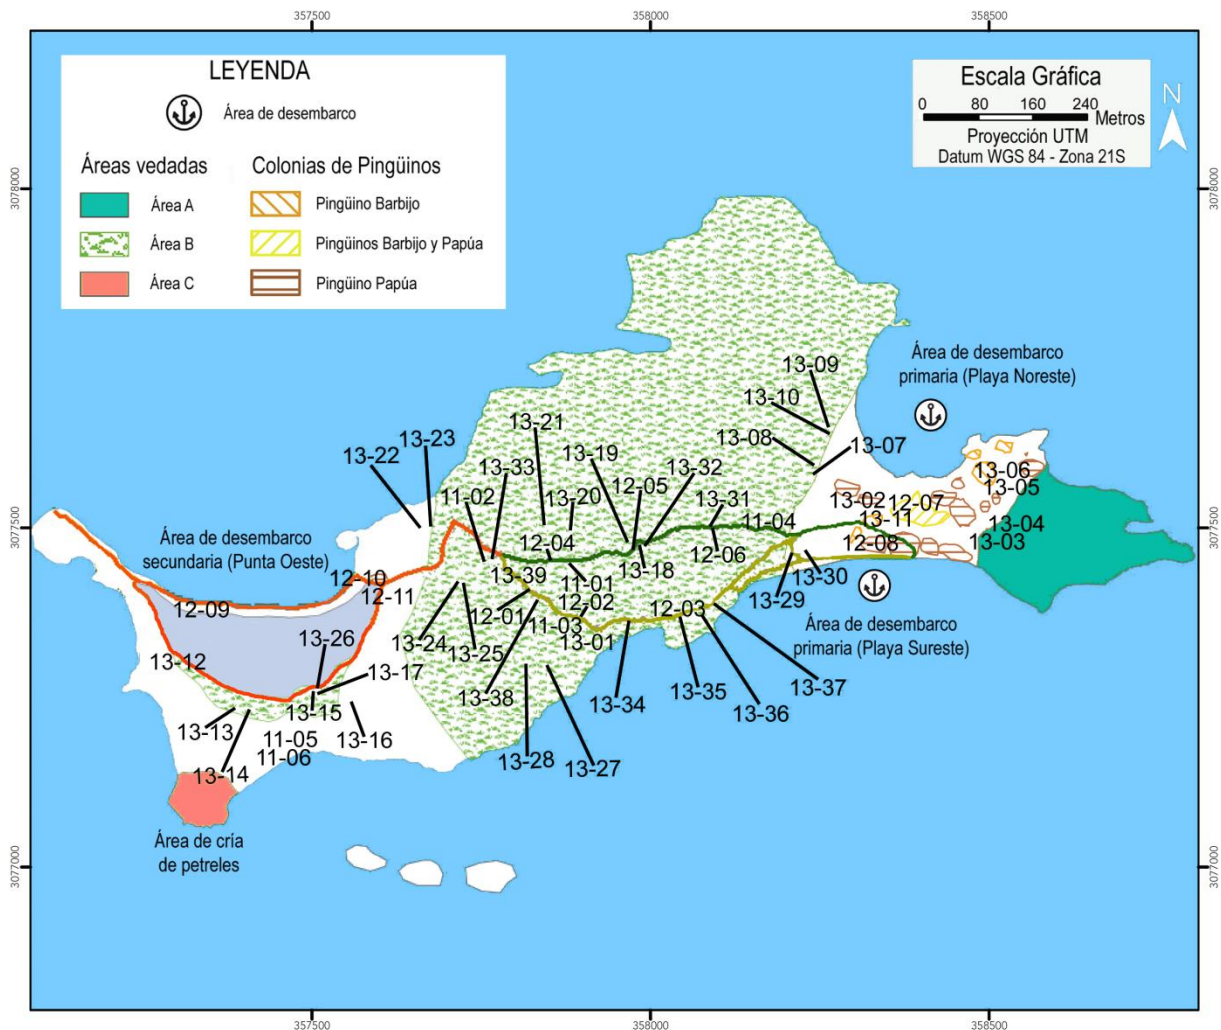 357500
358000
358500
LEYENDA
Área de desembarco
Áreas vedadas
Colonias de Pingüinos
Área A
Pingüino Barbijo
Área B
Pingüinos Barbijo y Papúa
Área C
Pingüino Papúa
Escala Gráfica
0 80 160 240
Metros
Proyección UTM
Datum WGS 84 - Zona 21S
N
3078000
3078000
Área de desembarco
primaria (Playa Noreste)
13-09
13-10
13-21
13-23
13-08
13-07
13-22
13-33
13-19
13-32
11-02
12-05
13-20
13-31
13-06
13-05
13-02
12-07
3077500
11-04
13-11
13-04
3077500
Área de desembarco
secundaria (Punta Oeste)
12-04
12-06
12-08
13-03
13-39
11-01
13-18
13-30
12-10
12-11
12-09
12-01
12-02
12-03
13-29
11-03
13-01
Área de desembarco
primaria (Playa Sureste)
13-26
13-24
13-25
13-12
13-17
13-38
13-34
13-35
13-37
13-36
13-15
13-13
13-16
11-05
11-06
13-14
13-28
13-27
Área de cría
de petreles
3077000
3077000
357500
358000
358500